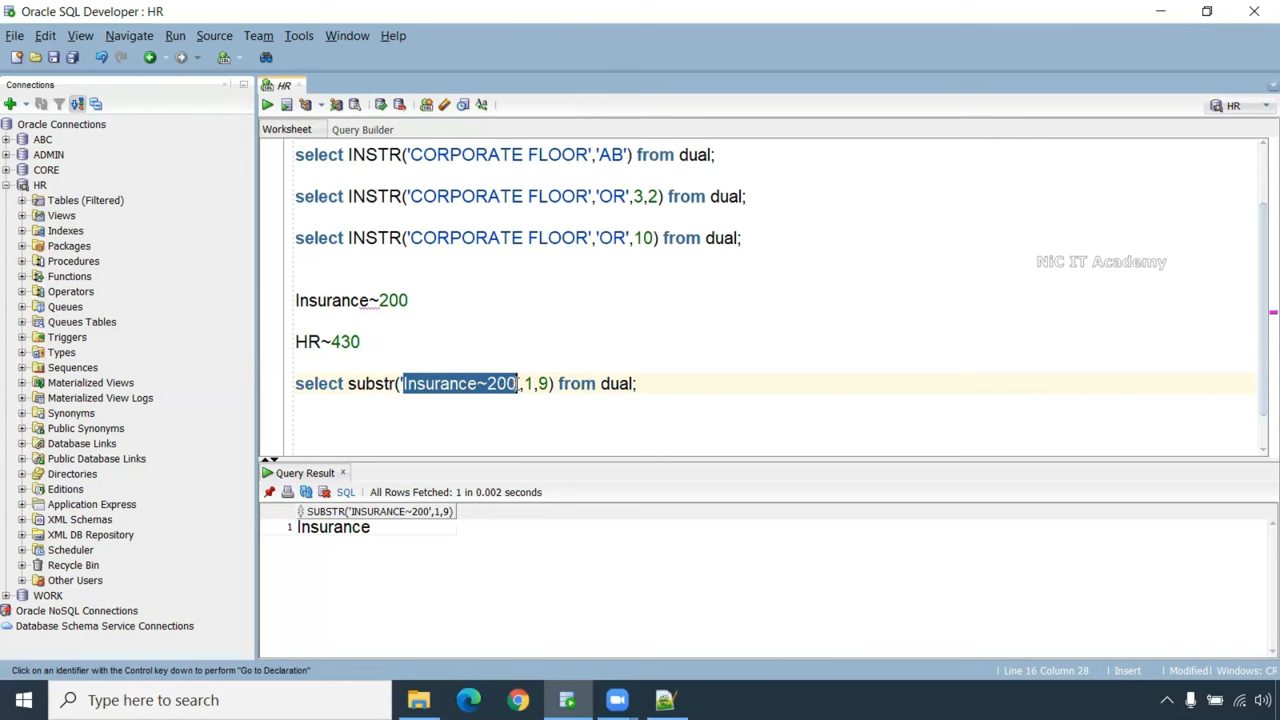 Oracle SQL Developer : HR
File Edit View Navigate Run Source Team Tools Window Help
Connections
HR
HR
Worksheet Query Builder
Oracle Connections
ABC
ADMIN
CORE
HR
Tables (Filtered)
Views
Indexes
Packages
Procedures
Functions
Operators
Queues
Queues Tables
Triggers
Types
Sequences
Materialized Views
Materialized View Logs
Synonyms
Public Synonyms
Database Links
Public Database Links
Directories
Editions
Application Express
XML Schemas
XML DB Repository
Scheduler
Recycle Bin
Other Users
WORK
Oracle NoSQL Connections
Database Schema Service Connections
select INSTR('CORPORATE FLOOR','AB') from dual;
select INSTR('CORPORATE FLOOR','OR',3,2) from dual;
select INSTR('CORPORATE FLOOR','OR',10) from dual;
NiC IT Academy
Insurance~200
HR~430
select substr('Insurance~200',1,9) from dual;
Query Result
SQL All Rows Fetched: 1 in 0.002 seconds
SUBSTR('INSURANCE~200',1,9)
1 Insurance
Click on an identifier with the Control key down to perform "Go to Declaration"
Line 16 Column 28 Insert Modified Windows: CR
Type here to search